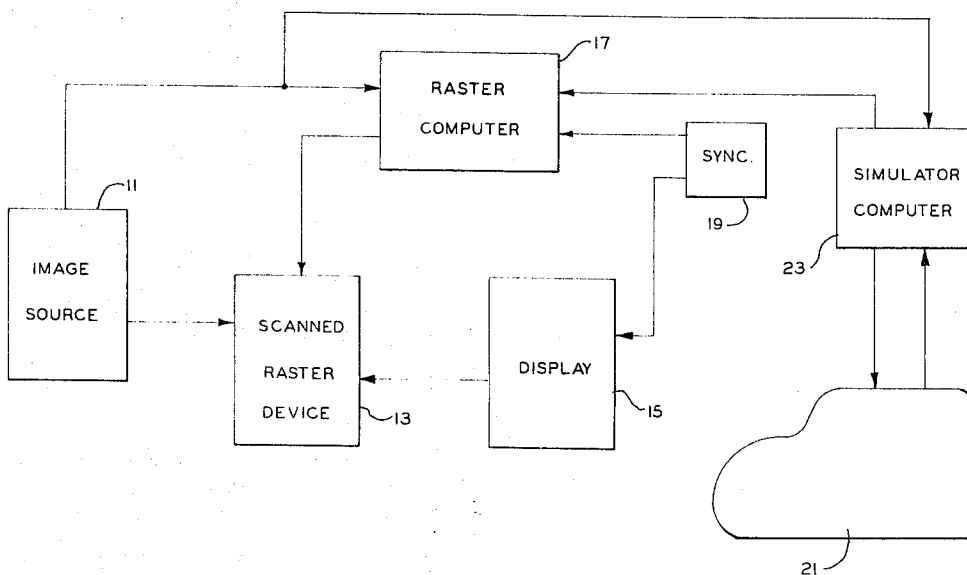 17
RASTER
COMPUTER
11
SYNC.
19
SIMULATOR
COMPUTER
23
IMAGE
SOURCE
SCANNED
RASTER
DEVICE
13
DISPLAY
15
21